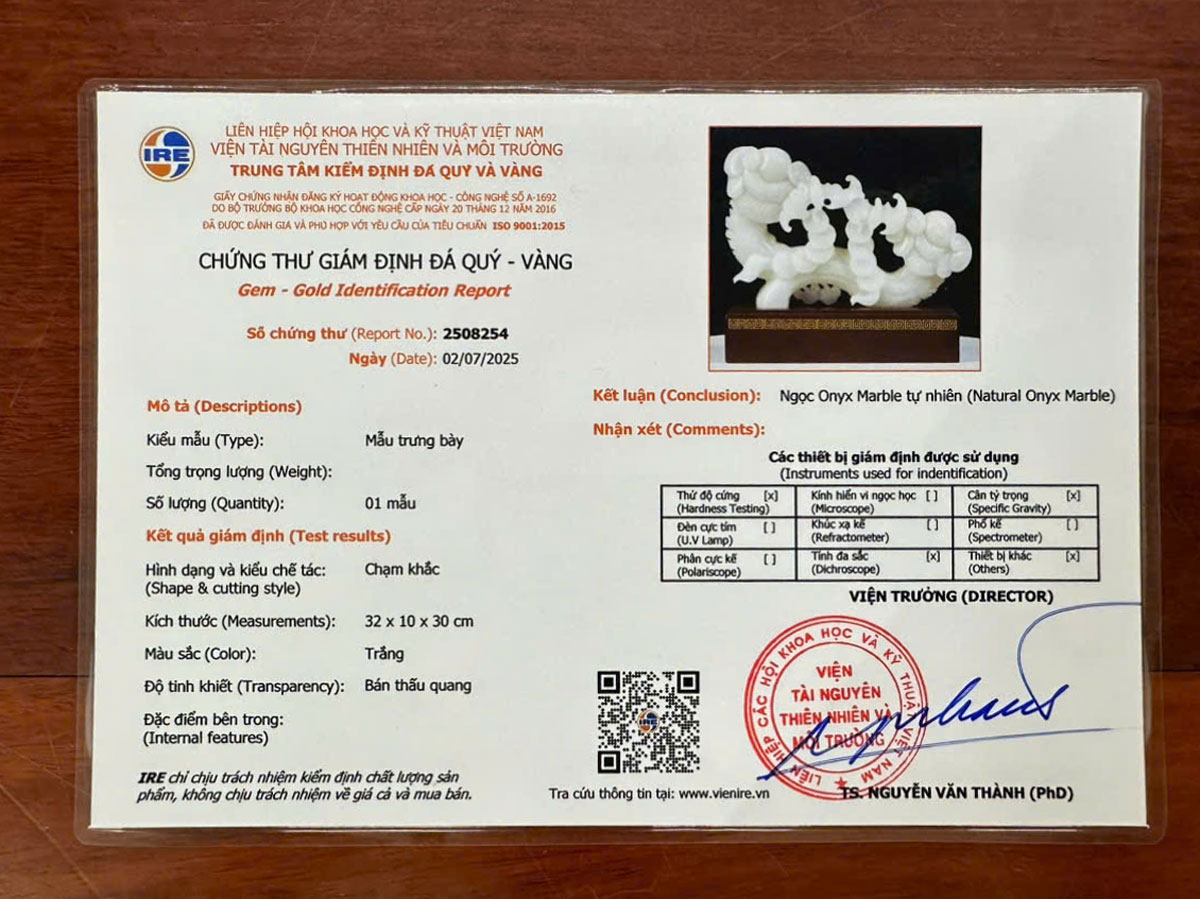 IRE
LIÊN HIỆP HỘI KHOA HỌC VÀ KỸ THUẬT VIỆT NAM
VIỆN TÀI NGUYÊN THIÊN NHIÊN VÀ MÔI TRƯỜNG
TRUNG TÂM KIỂM ĐỊNH ĐÁ QUÝ VÀ VÀNG
GIẤY CHỨNG NHẬN ĐĂNG KÝ HOẠT ĐỘNG KHOA HỌC - CÔNG NGHỆ SỐ A-1692
DO BỘ TRƯỞNG BỘ KHOA HỌC CÔNG NGHỆ CẤP NGÀY 20 THÁNG 12 NĂM 2016
ĐÃ ĐƯỢC ĐÁNH GIA VÀ PHÙ HỢP VỚI YÊU CẦU CỦA TIÊU CHUẨN ISO 9001:2015
CHỨNG THƯ GIÁM ĐỊNH ĐÁ QUÝ - VÀNG
Gem - Gold Identification Report
Số chứng thư (Report No.): 2508254
Ngày (Date): 02/07/2025
Mô tả (Descriptions)
Kiểu mẫu (Type): Mẫu trưng bày
Tổng trọng lượng (Weight):
Số lượng (Quantity): 01 mẫu
Kết quả giám định (Test results)
Hình dạng và kiểu chế tác: Chạm khắc
(Shape & cutting style)
Kích thước (Measurements): 32 x 10 x 30 cm
Màu sắc (Color): Trắng
Độ tinh khiết (Transparency): Bán thấu quang
Đặc điểm bên trong:
(Internal features)
IRE chỉ chịu trách nhiệm kiểm định chất lượng sản
phẩm, không chịu trách nhiệm về giá cả và mua bán.
Kết luận (Conclusion): Ngọc Onyx Marble tự nhiên (Natural Onyx Marble)
Nhận xét (Comments):
Các thiết bị giám định được sử dụng
(Instruments used for indentification)
Thử độ cứng [x] Kính hiển vi ngọc học [ ] Cân tỷ trọng [x]
(Hardness Testing) (Microscope) (Specific Gravity)
Đèn cực tím [ ] Khúc xạ kế [ ] Phổ kế [ ]
(U.V Lamp) (Refractometer) (Spectrometer)
Phân cực kế [ ] Tính đa sắc [x] Thiết bị khác [x]
(Polariscope) (Dichroscope) (Others)
VIỆN TRƯỞNG (DIRECTOR)
LIÊN HIỆP CÁC HỘI KHOA HỌC VÀ KỸ THUẬT VIỆT NAM
VIỆN
TÀI NGUYÊN
THIÊN NHIÊN VÀ
MÔI TRƯỜNG
Tra cứu thông tin tại: www.vienire.vn
TS. NGUYỄN VĂN THÀNH (PhD)